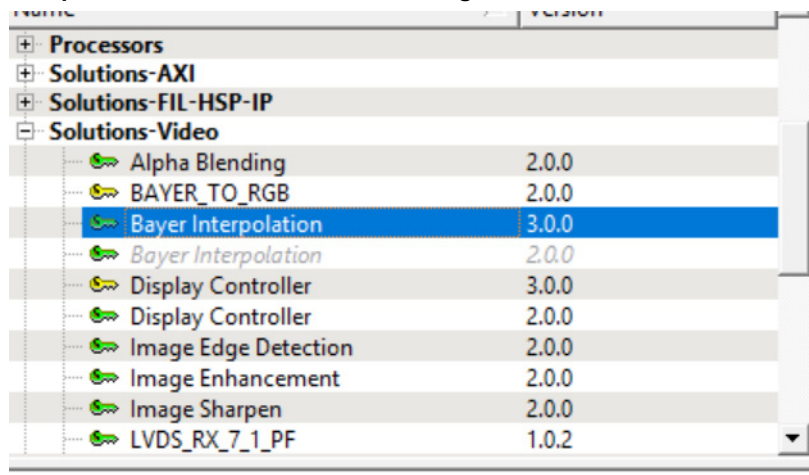 Name Version
Processors
Solutions-AXI
Solutions-FIL-HSP-IP
Solutions-Video
Alpha Blending 2.0.0
BAYER_TO_RGB 2.0.0
Bayer Interpolation 3.0.0
Bayer Interpolation 2.0.0
Display Controller 3.0.0
Display Controller 2.0.0
Image Edge Detection 2.0.0
Image Enhancement 2.0.0
Image Sharpen 2.0.0
LVDS_RX_7_1_PF 1.0.2